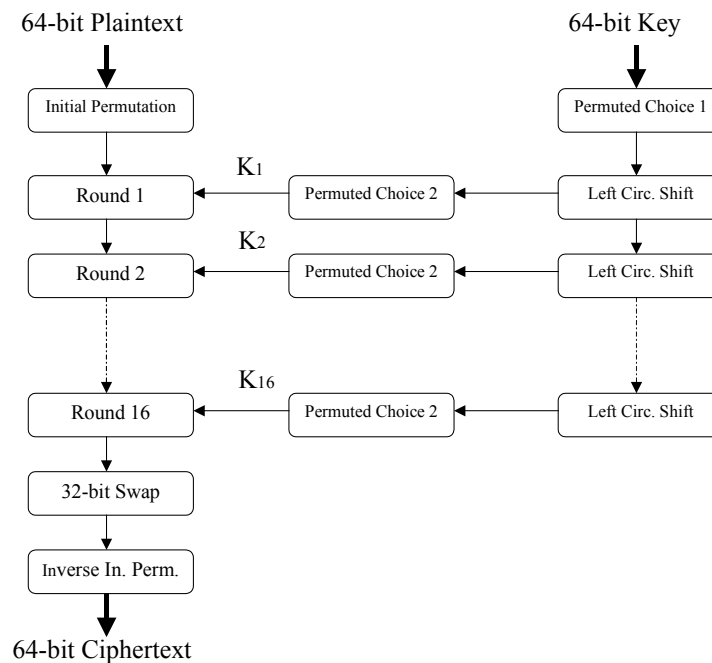 64-bit Plaintext
64-bit Key
Initial Permutation
Permuted Choice 1
K1
Round 1
Permuted Choice 2
Left Circ. Shift
K2
Round 2
Permuted Choice 2
Left Circ. Shift
K16
Round 16
Permuted Choice 2
Left Circ. Shift
32-bit Swap
Inverse In. Perm.
64-bit Ciphertext